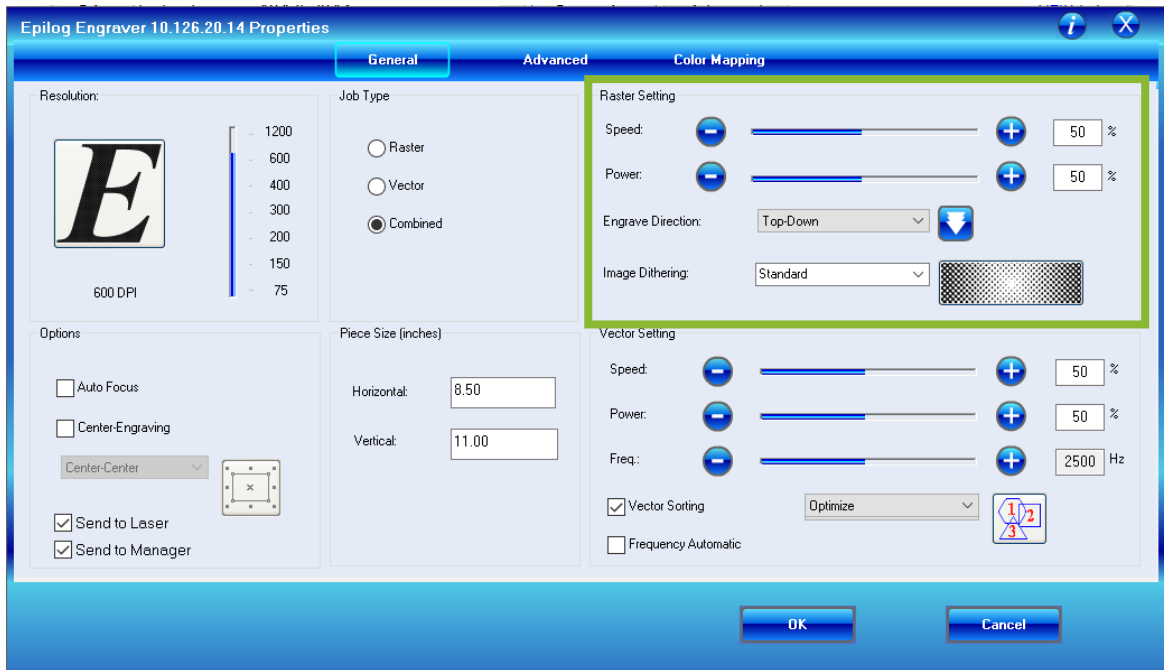 Epilog Engraver 10.126.20.14 Properties
i
X
General
Advanced
Color Mapping
Resolution:
E
1200
600
400
300
200
150
75
600 DPI
Job Type
Raster
Vector
Combined
Raster Setting
Speed:
50 %
Power:
50 %
Engrave Direction:
Top-Down
Image Dithering:
Standard
Options
Auto Focus
Center-Engraving
Center-Center
Send to Laser
Send to Manager
Piece Size (inches)
Horizontal:
8.50
Vertical:
11.00
Vector Setting
Speed:
50 %
Power:
50 %
Freq.:
2500 Hz
Vector Sorting
Optimize
1
2
3
Frequency Automatic
OK
Cancel